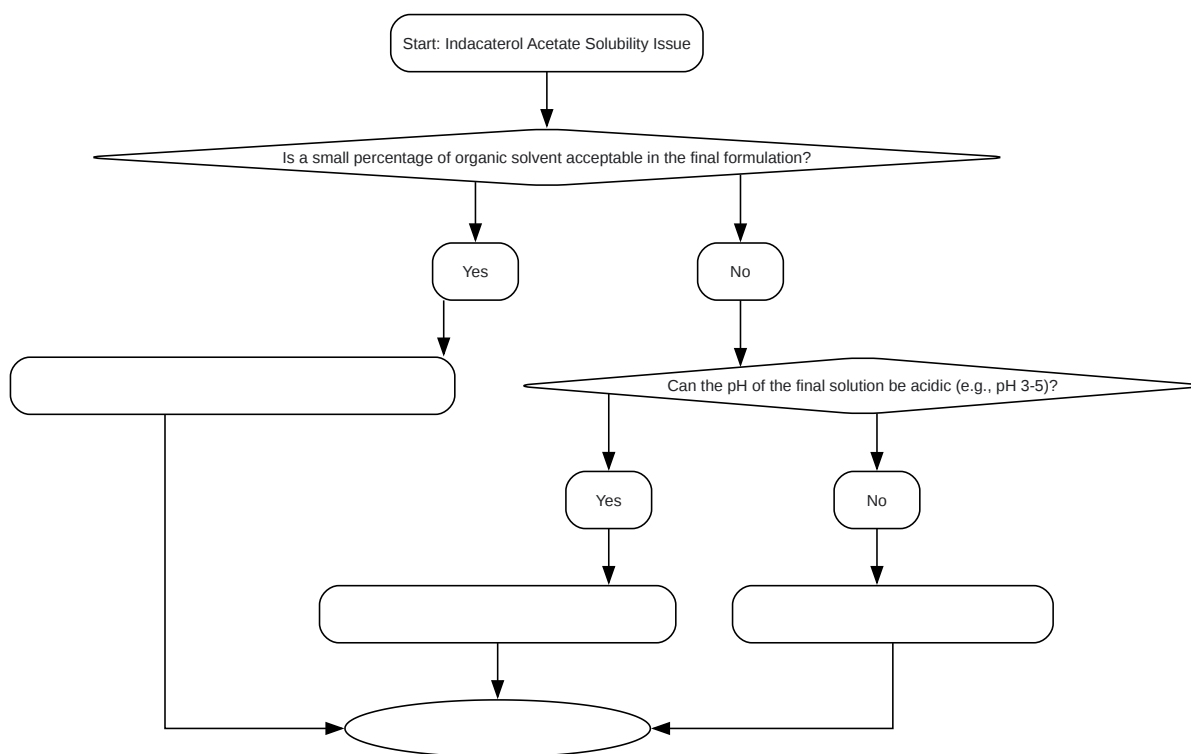 Start: Indacaterol Acetate Solubility Issue
Is a small percentage of organic solvent acceptable in the final formulation?
Yes
No
Can the pH of the final solution be acidic (e.g., pH 3-5)?
Yes
No